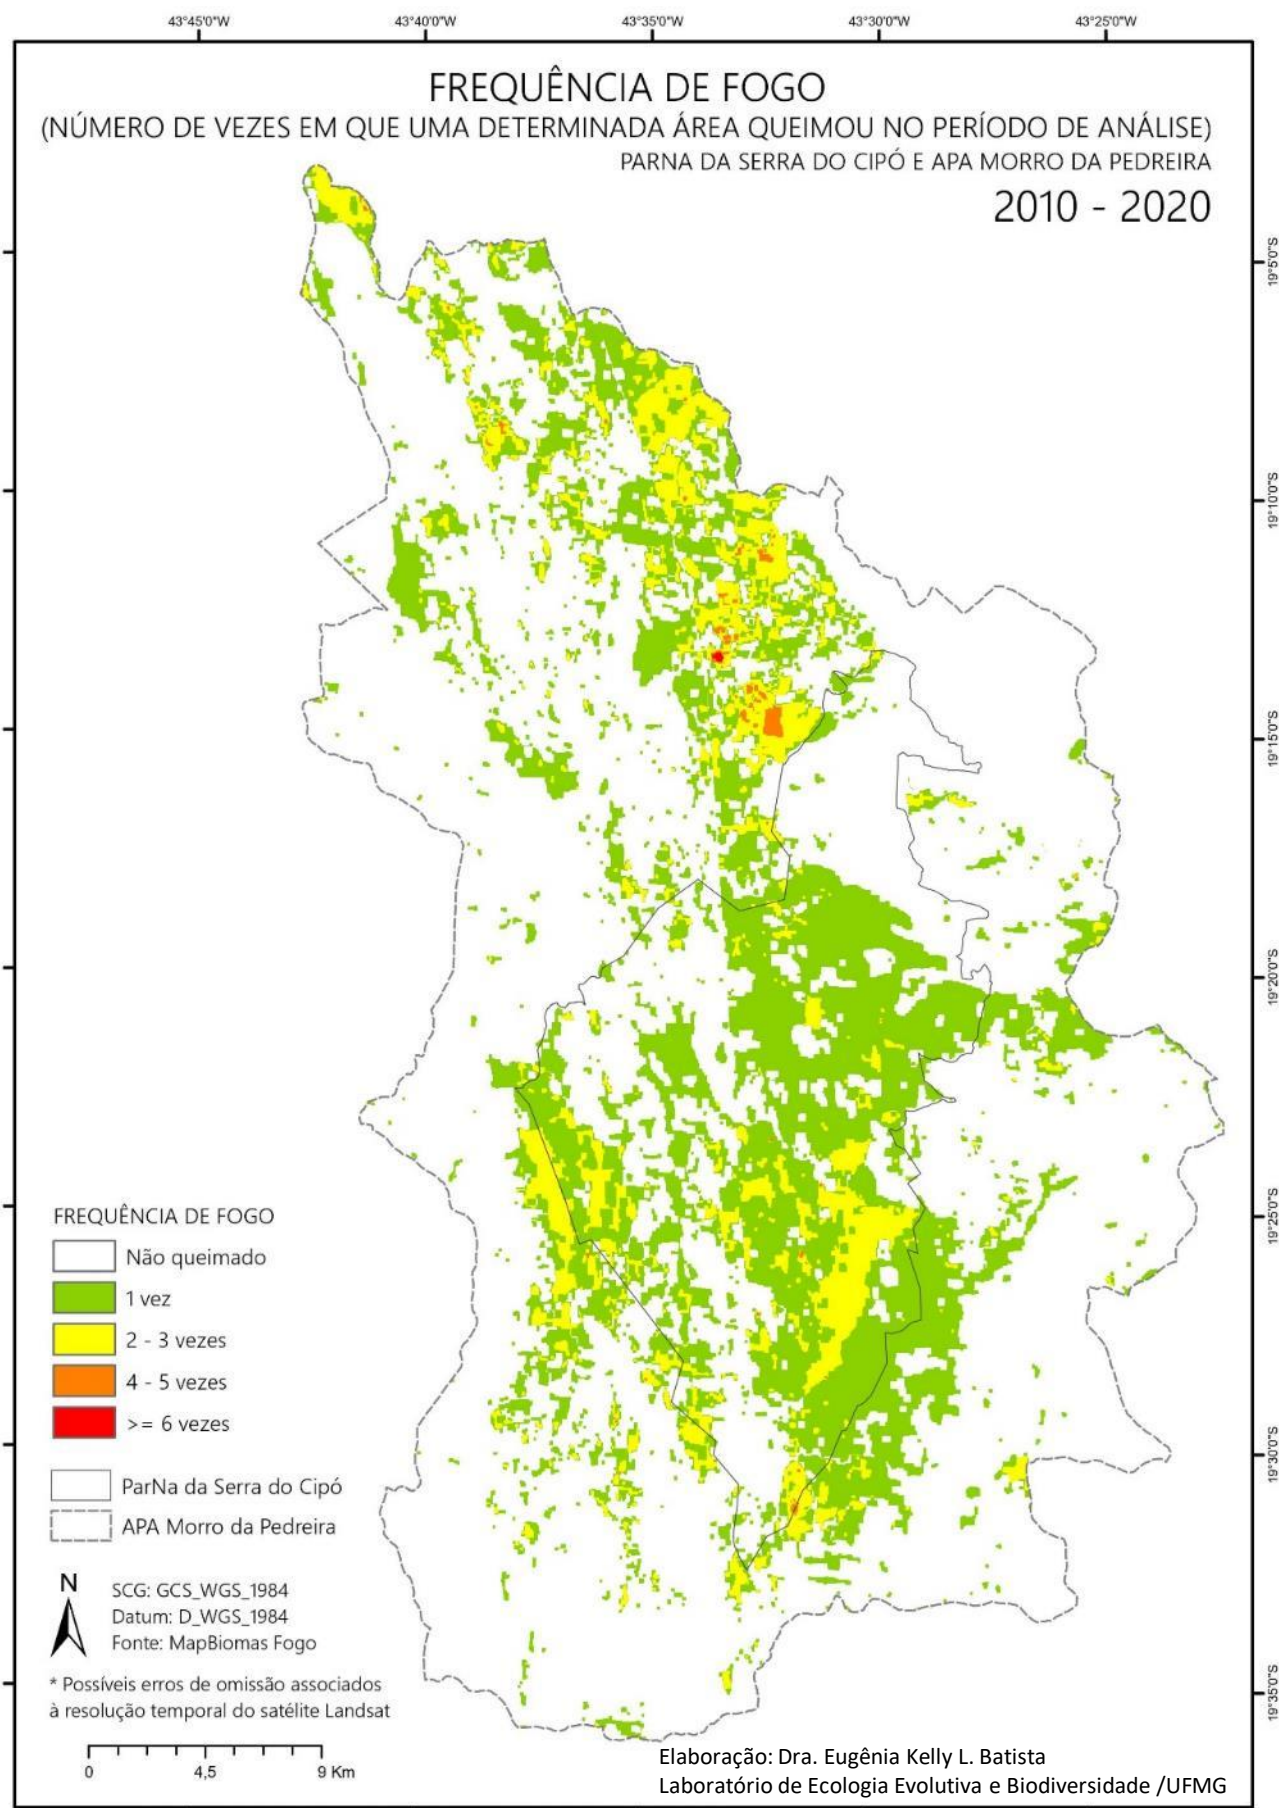 43°45'0"W 43°40'0"W 43°35'0"W 43°30'0"W 43°25'0"W
FREQUÊNCIA DE FOGO
(NÚMERO DE VEZES EM QUE UMA DETERMINADA ÁREA QUEIMOU NO PERÍODO DE ANÁLISE)
PARNA DA SERRA DO CIPÓ E APA MORRO DA PEDREIRA
2010 - 2020
19°5'0"S
19°10'0"S
19°15'0"S
19°20'0"S
19°25'0"S
19°30'0"S
19°35'0"S
FREQUÊNCIA DE FOGO
Não queimado
1 vez
2 - 3 vezes
4 - 5 vezes
>= 6 vezes
ParNa da Serra do Cipó
APA Morro da Pedreira
N
SCG: GCS_WGS_1984
Datum: D_WGS_1984
Fonte: MapBiomas Fogo
* Possíveis erros de omissão associados
à resolução temporal do satélite Landsat
0 4,5 9 Km
Elaboração: Dra. Eugênia Kelly L. Batista
Laboratório de Ecologia Evolutiva e Biodiversidade /UFMG